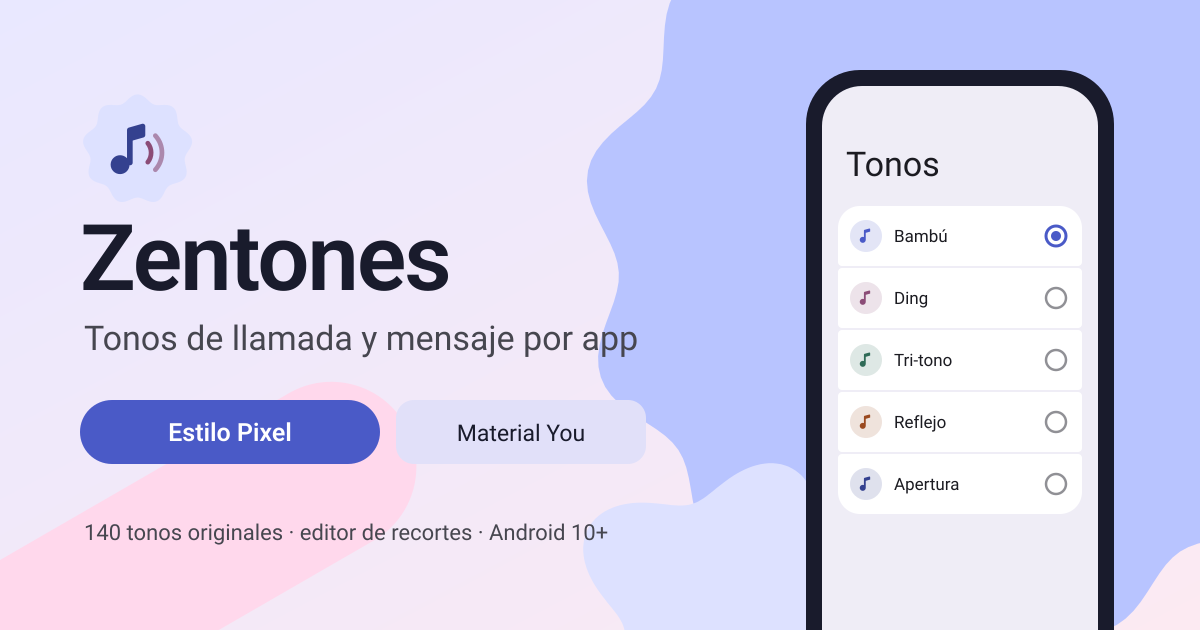 Zentones
Tonos de llamada y mensaje por app
Estilo Pixel
Material You
140 tonos originales · editor de recortes · Android 10+
Tonos
Bambú
Ding
Tri-tono
Reflejo
Apertura